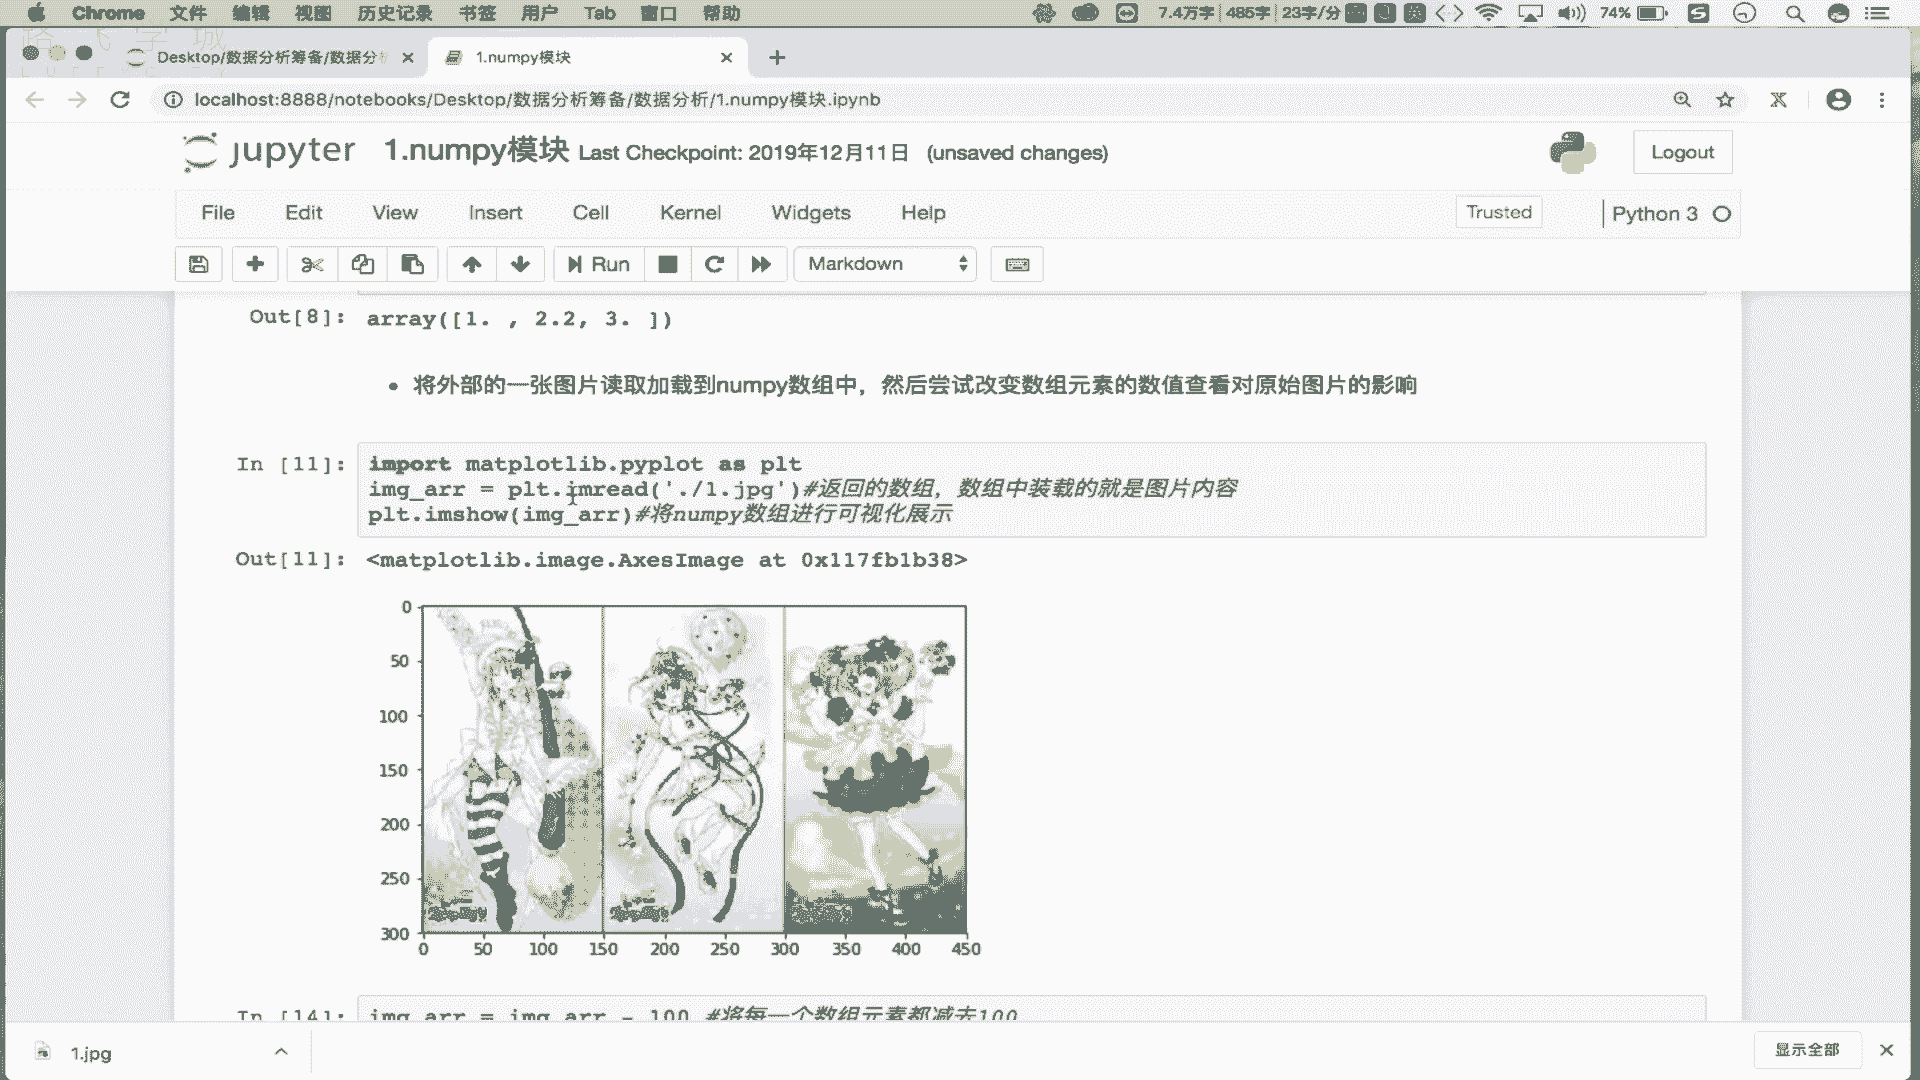 Chrome 文件 编辑 视图 历史记录 书签 用户 Tab 窗口 帮助 7.4万字 485字 23字/分 74%
Desktop/数据分析筹备/数据分析 1.numpy模块
localhost:8888/notebooks/Desktop/数据分析筹备/数据分析/1.numpy模块.ipynb
jupyter 1.numpy模块 Last Checkpoint: 2019年12月11日 (unsaved changes) Logout
File Edit View Insert Cell Kernel Widgets Help Trusted Python 3
Run Markdown
Out[8]: array([1. , 2.2, 3. ])
• 将外部的一张图片读取加载到numpy数组中，然后尝试改变数组元素的数值查看对原始图片的影响
In [11]: import matplotlib.pyplot as plt
img_arr = plt.imread('./1.jpg')#返回的数组，数组中装载的就是图片内容
plt.imshow(img_arr)#将numpy数组进行可视化展示
Out[11]: <matplotlib.image.AxesImage at 0x117fb1b38>
0
50
100
150
200
250
300
0 50 100 150 200 250 300 350 400 450
In [14]: img_arr = img_arr - 100 #将每一个数组元素都减去100
1.jpg 显示全部